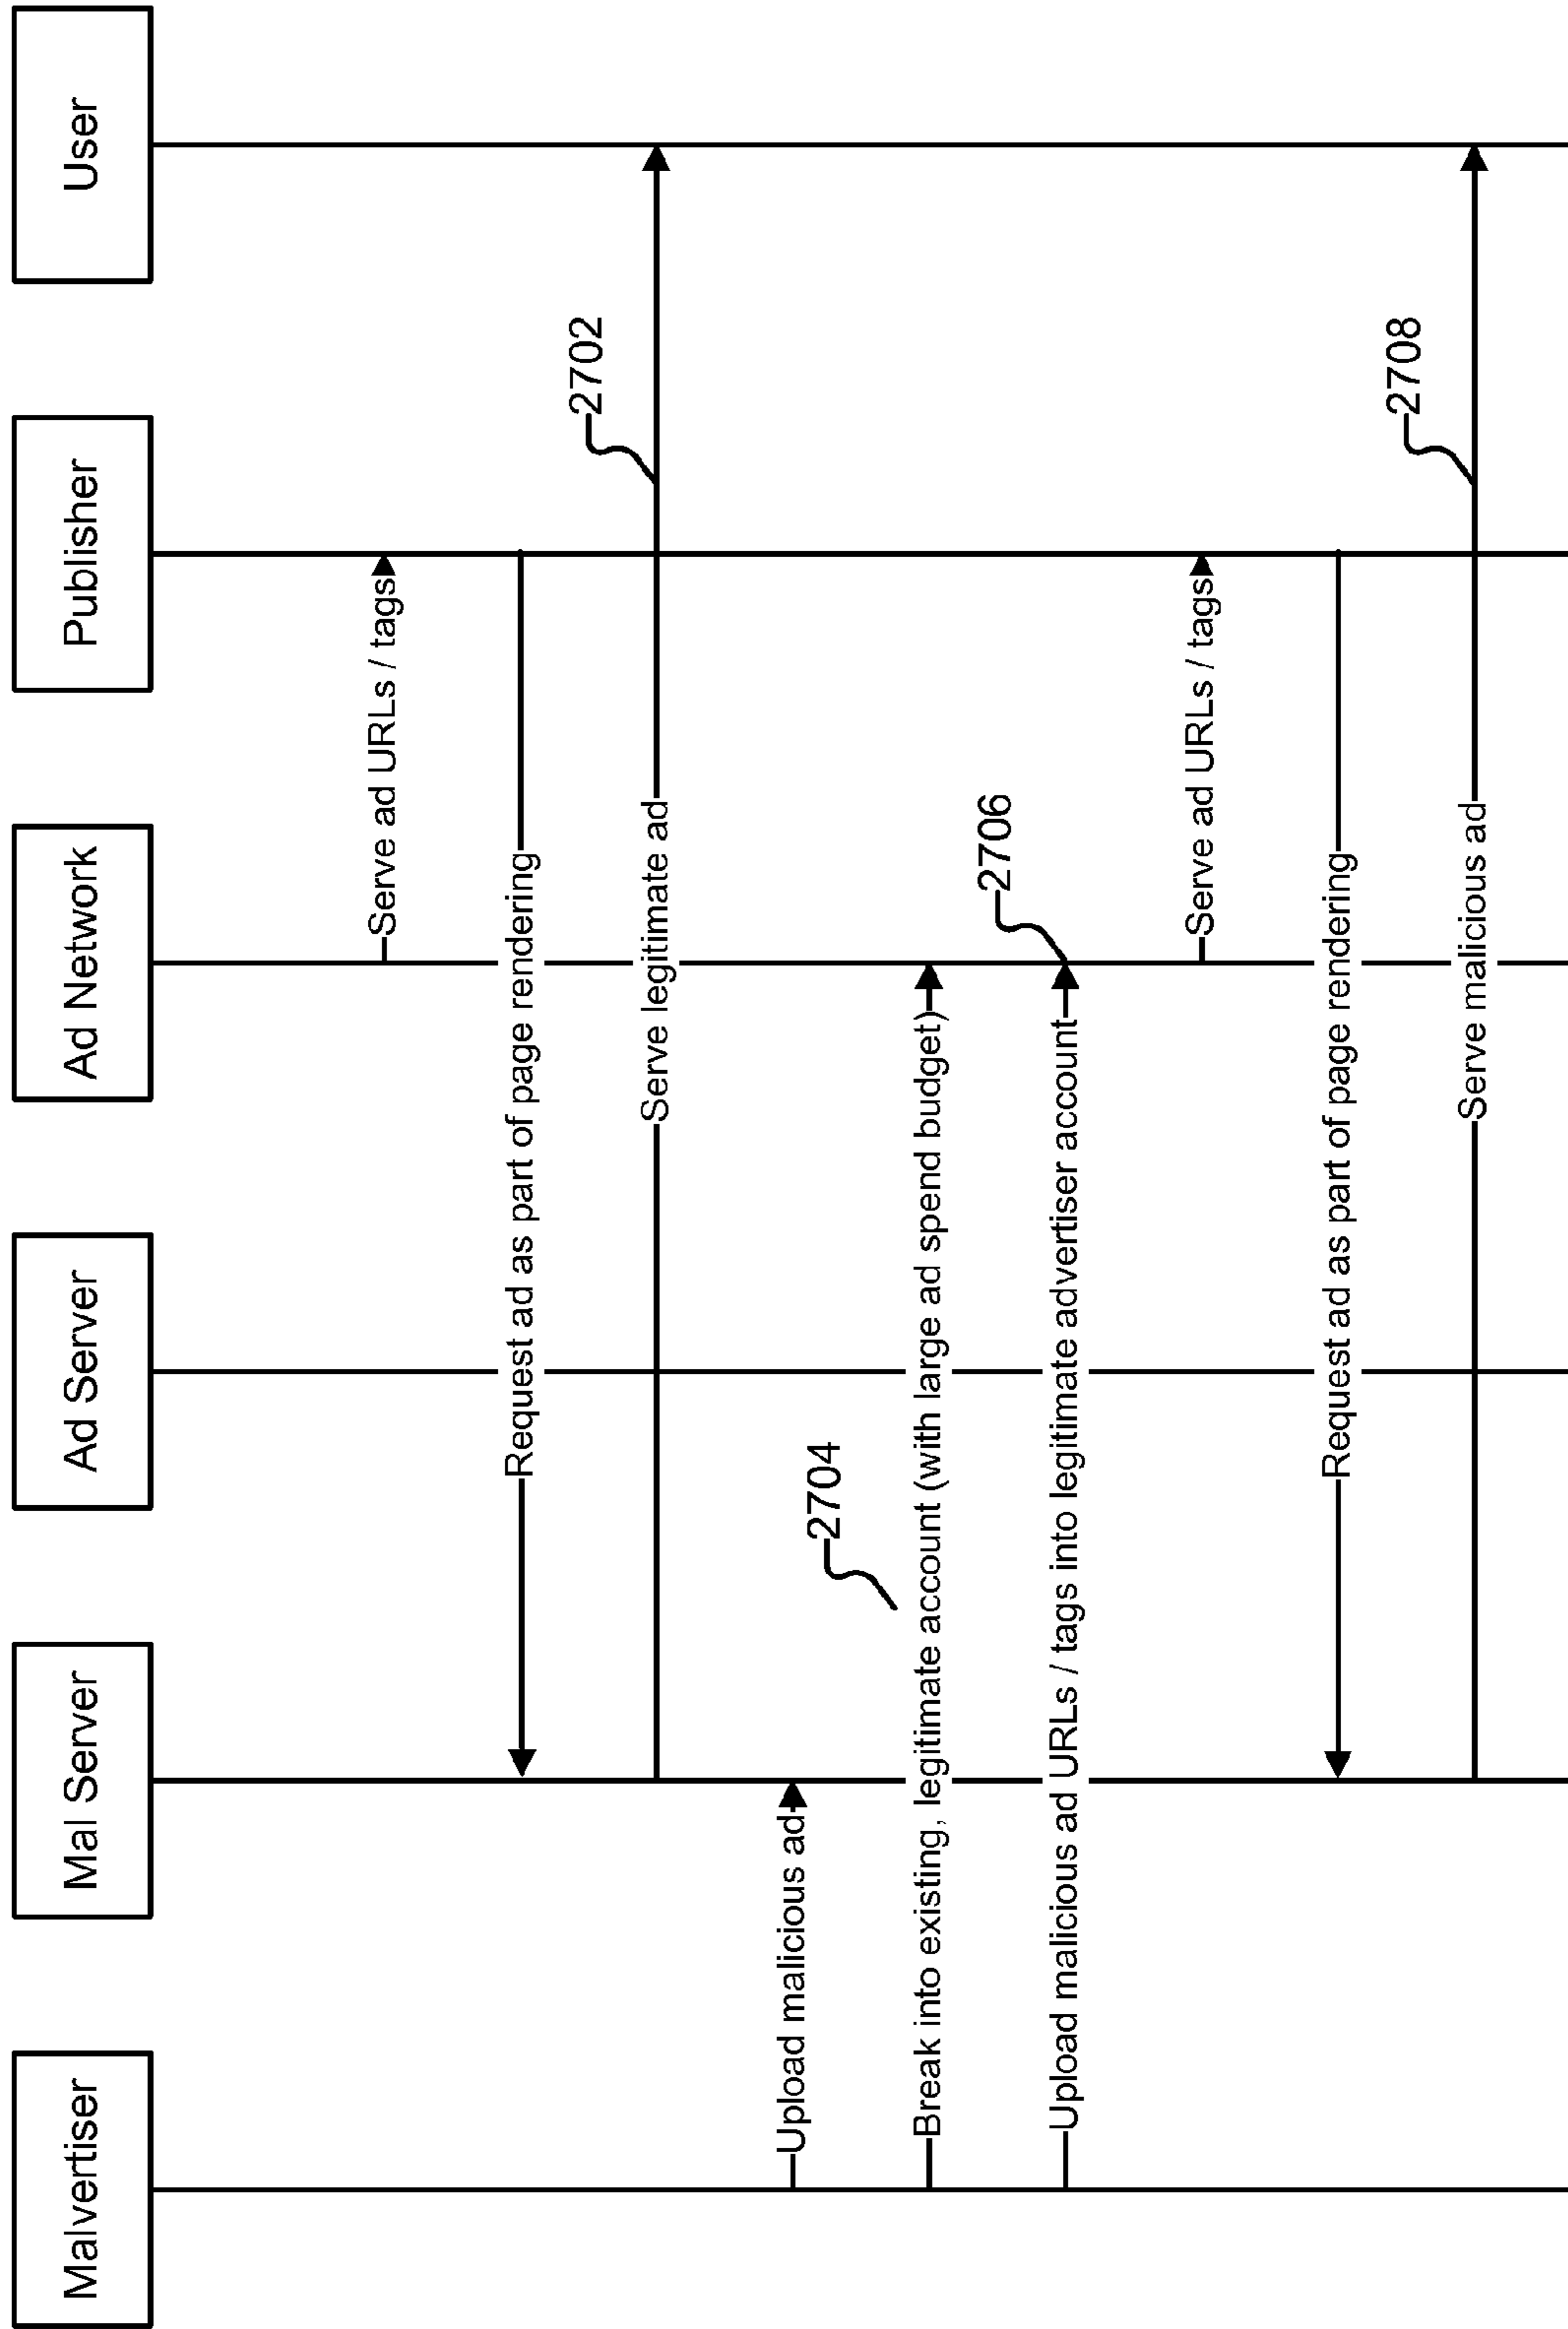 Malvertiser
Mal Server
Ad Server
Ad Network
Publisher
User
Serve ad URLs / tags
Request ad as part of page rendering
2702
Serve legitimate ad
Upload malicious ad
2704
Break into existing, legitimate account (with large ad spend budget)
2706
Upload malicious ad URLs / tags into legitimate advertiser account
Serve ad URLs / tags
Request ad as part of page rendering
2708
Serve malicious ad